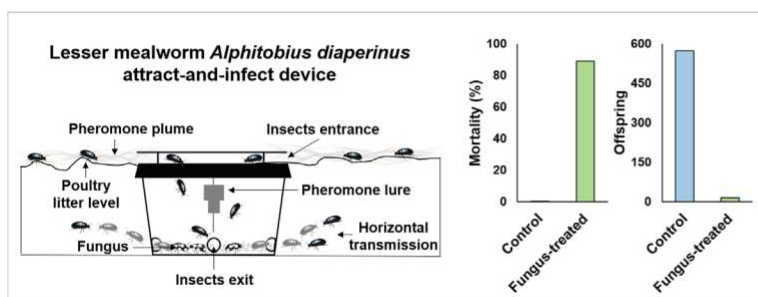 Lesser mealworm Alphitobius diaperinus
attract-and-infect device
Pheromone plume
Insects entrance
Poultry
litter level
Pheromone lure
Fungus
Horizontal
transmission
Insects exit
Mortality (%)
100
80
60
40
20
0
Control
Fungus-treated
Offspring
600
450
300
150
0
Control
Fungus-treated